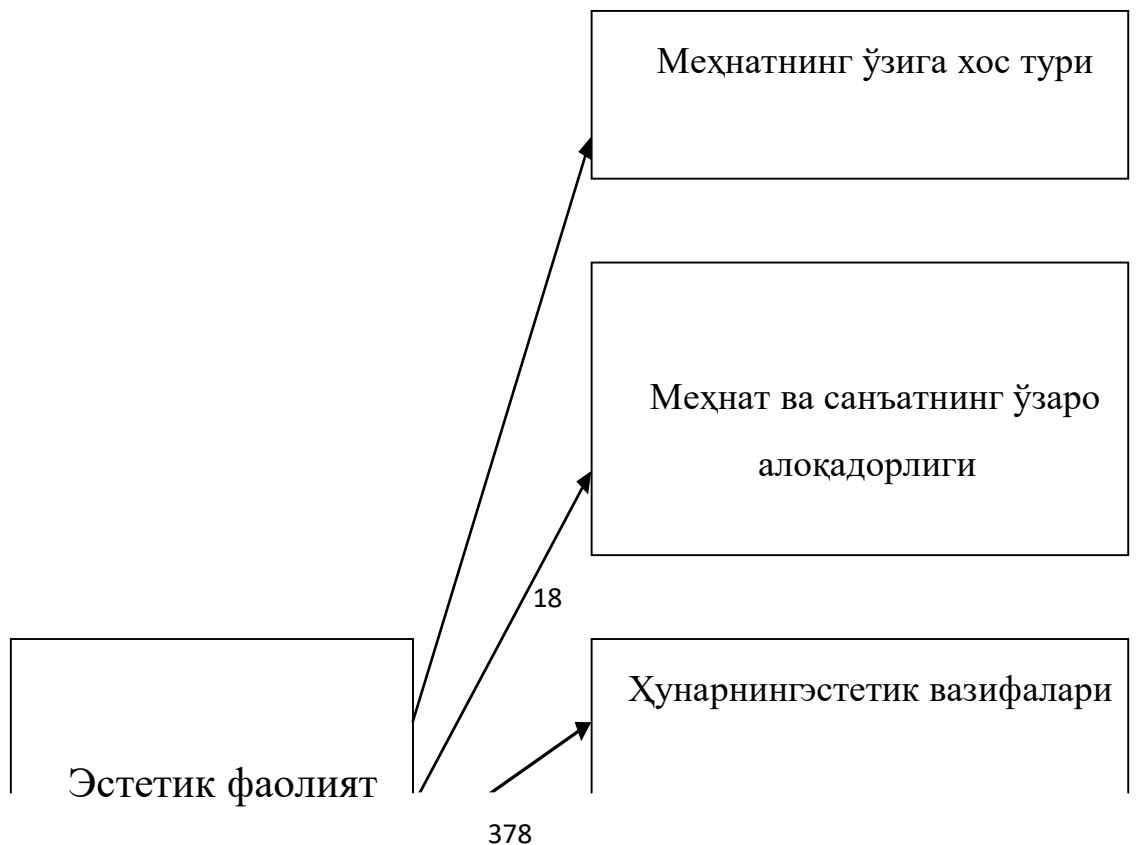 Меҳнатнинг ўзига хос тури
Меҳнат ва санъатнинг ўзаро
алоқадорлиги
18
Ҳунарнингэстетик вазифалари
Эстетик фаолият
378